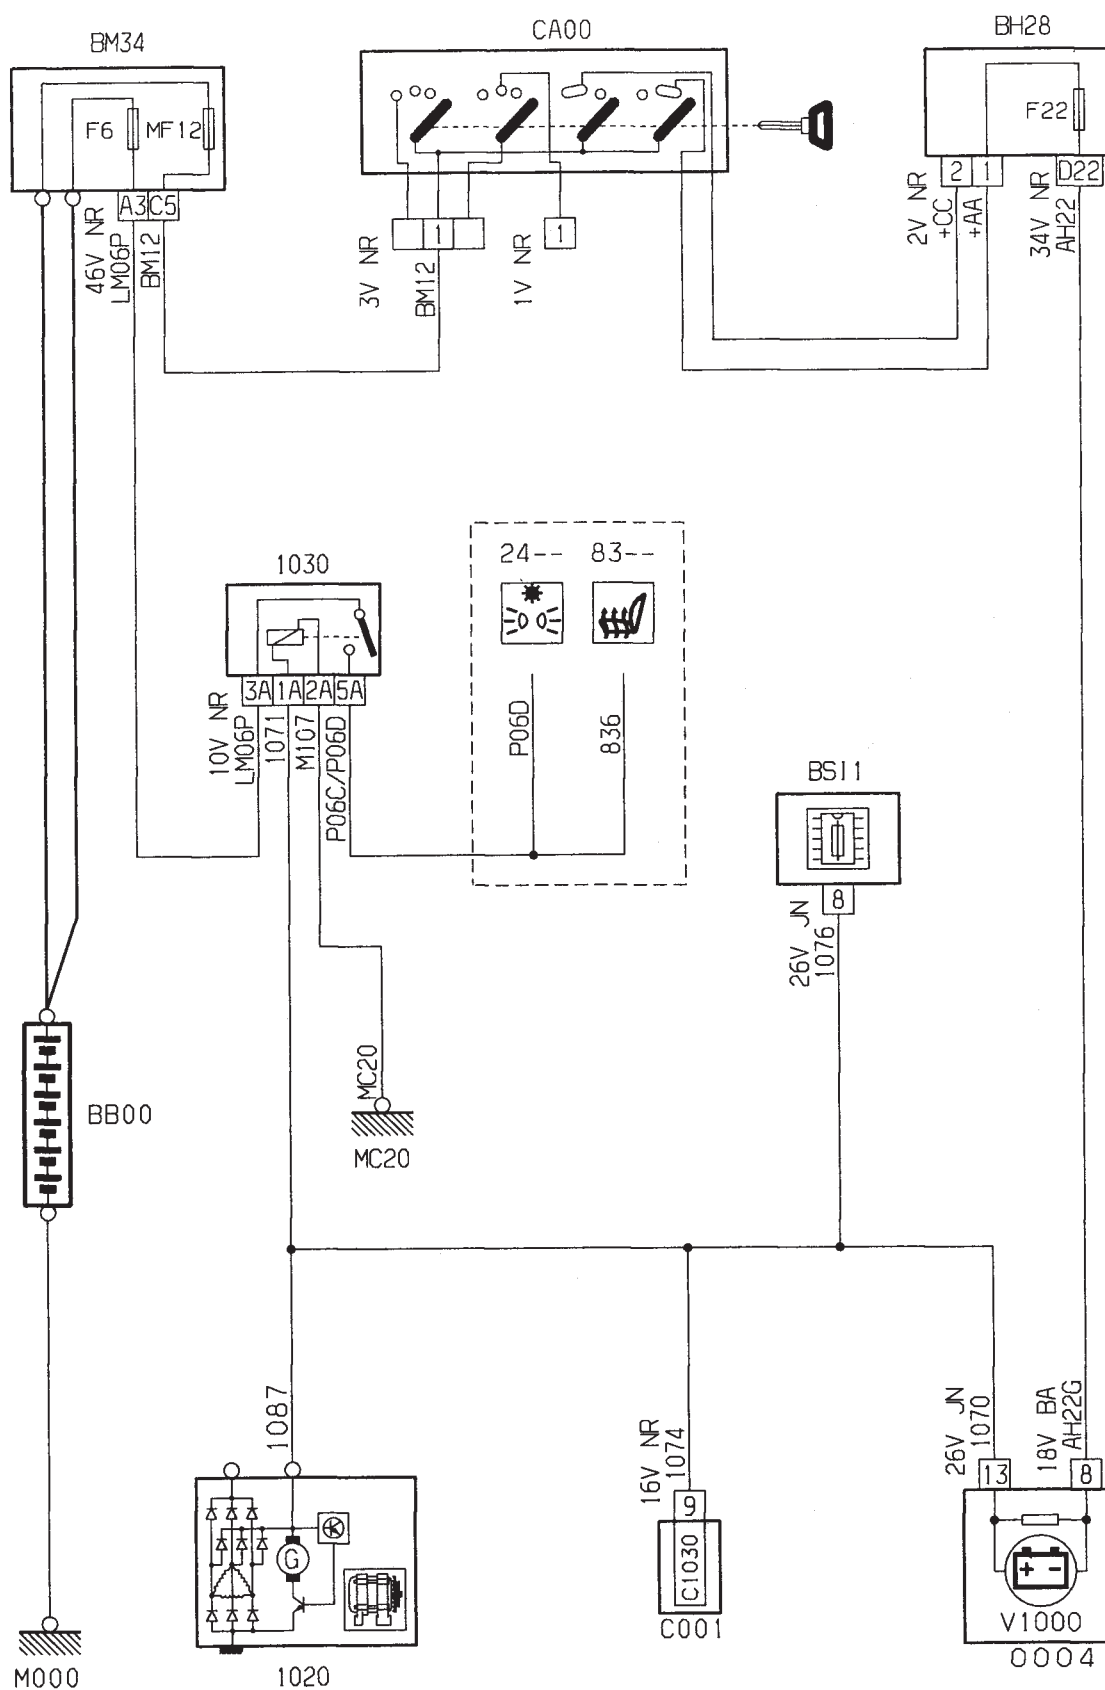 BM34
CA00
BH28
F6
MF12
F22
A3
C5
2
1
D22
46V NR
LM06P
BM12
3V NR
1
BM12
1V NR
1
2V NR
+CC
+AA
34V NR
AH22
1030
24--
83--
3A
1A
2A
5A
10V NR
LM06P
1071
M107
P06C/P06D
P06D
836
BSI1
8
26V JN
1076
BB00
MC20
MC20
1087
16V NR
1074
26V JN
1070
18V BA
AH22G
9
13
8
G
C1030
+ -
V1000
C001
0004
M000
1020